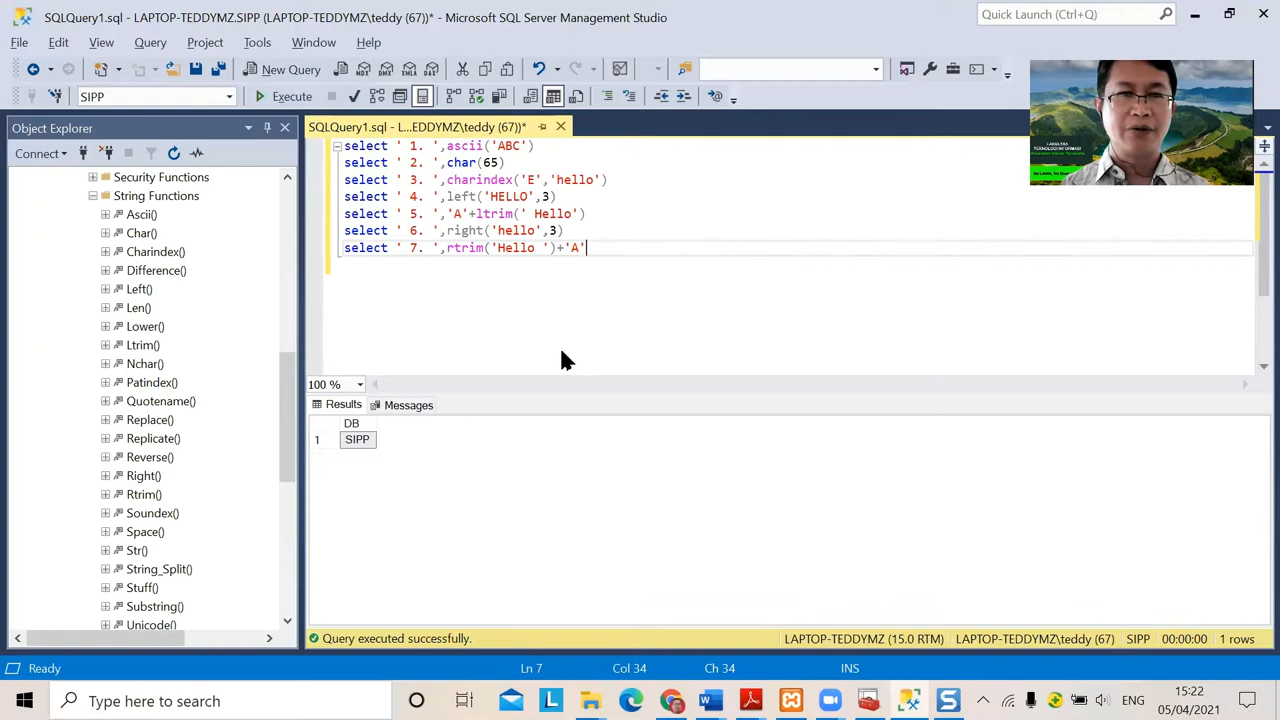 SQLQuery1.sql - LAPTOP-TEDDYMZ.SIPP (LAPTOP-TEDDYMZ\teddy (67))* - Microsoft SQL Server Management Studio
Quick Launch (Ctrl+Q)
File Edit View Query Project Tools Window Help
New Query
MDX DMX XMLA DAX
SIPP
Execute
Object Explorer
SQLQuery1.sql - L...EDDYMZ\teddy (67))*
Connect
Security Functions
String Functions
Ascii()
Char()
Charindex()
Difference()
Left()
Len()
Lower()
Ltrim()
Nchar()
Patindex()
Quotename()
Replace()
Replicate()
Reverse()
Right()
Rtrim()
Soundex()
Space()
Str()
String_Split()
Stuff()
Substring()
Unicode()
select ' 1. ',ascii('ABC')
select ' 2. ',char(65)
select ' 3. ',charindex('E','hello')
select ' 4. ',left('HELLO',3)
select ' 5. ','A'+ltrim(' Hello')
select ' 6. ',right('hello',3)
select ' 7. ',rtrim('Hello ')+'A'
FAKULTAS
TEKNOLOGI INFORMASI
100 %
Results Messages
DB
1 SIPP
Query executed successfully.
LAPTOP-TEDDYMZ (15.0 RTM) LAPTOP-TEDDYMZ\teddy (67) SIPP 00:00:00 1 rows
Ready
Ln 7 Col 34 Ch 34 INS
Type here to search
L
W
S
ENG
15:22
05/04/2021